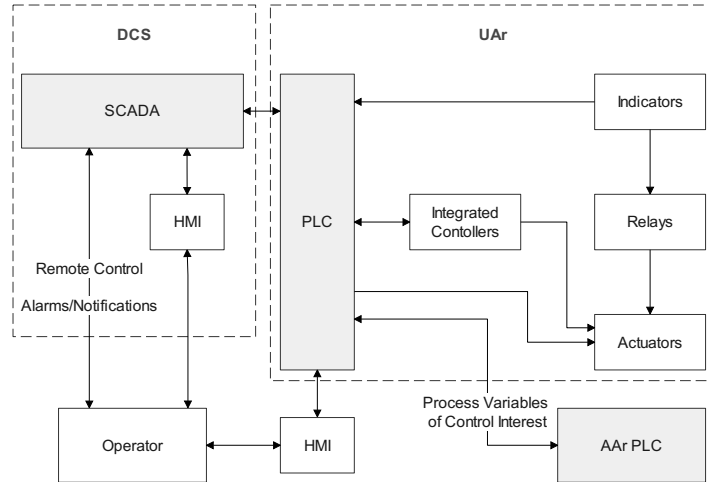 DCS
UAr
SCADA
Indicators
PLC
HMI
Integrated
Contollers
Relays
Remote Control
Alarms/Notifications
Actuators
Process Variables
of Control Interest
Operator
HMI
AAr PLC